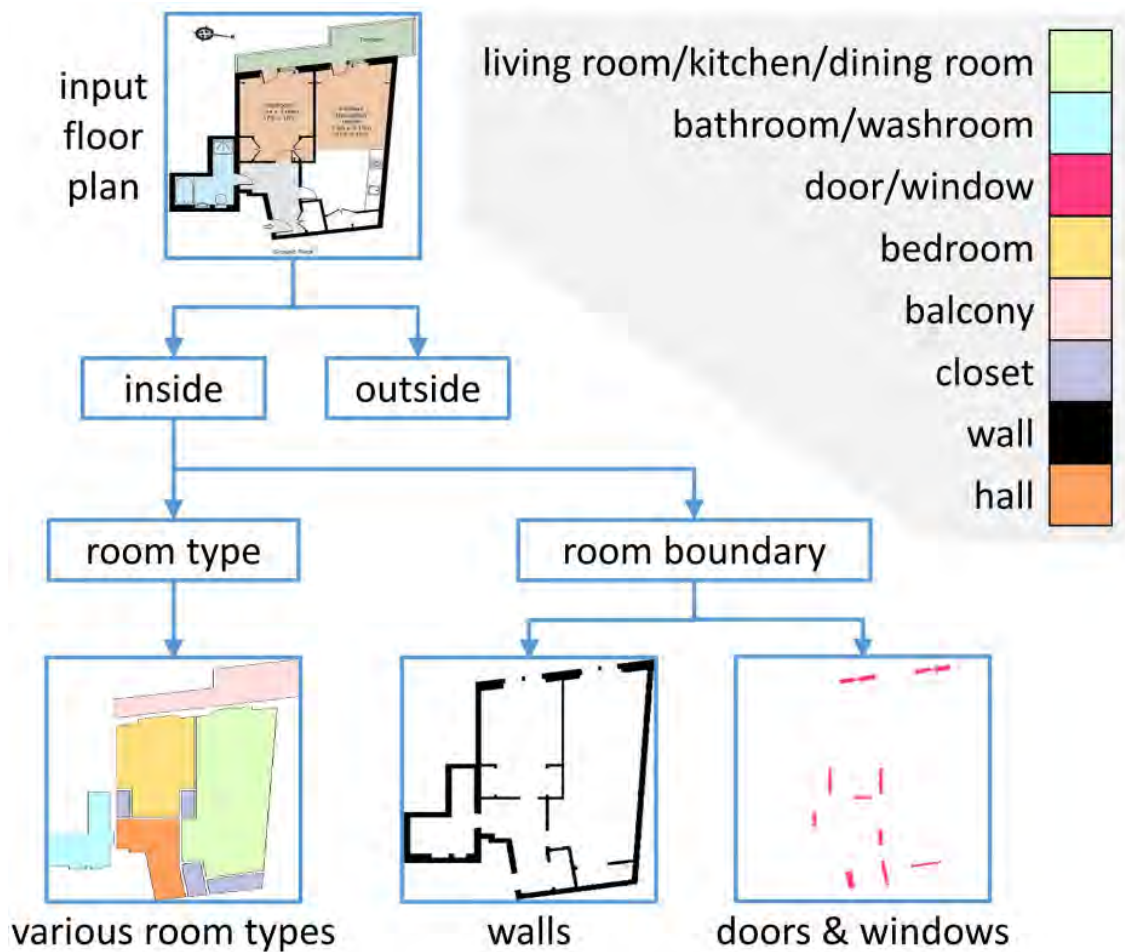 input
floor
plan
living room/kitchen/dining room
bathroom/washroom
door/window
bedroom
balcony
closet
wall
hall
inside
outside
room type
room boundary
various room types
walls
doors & windows